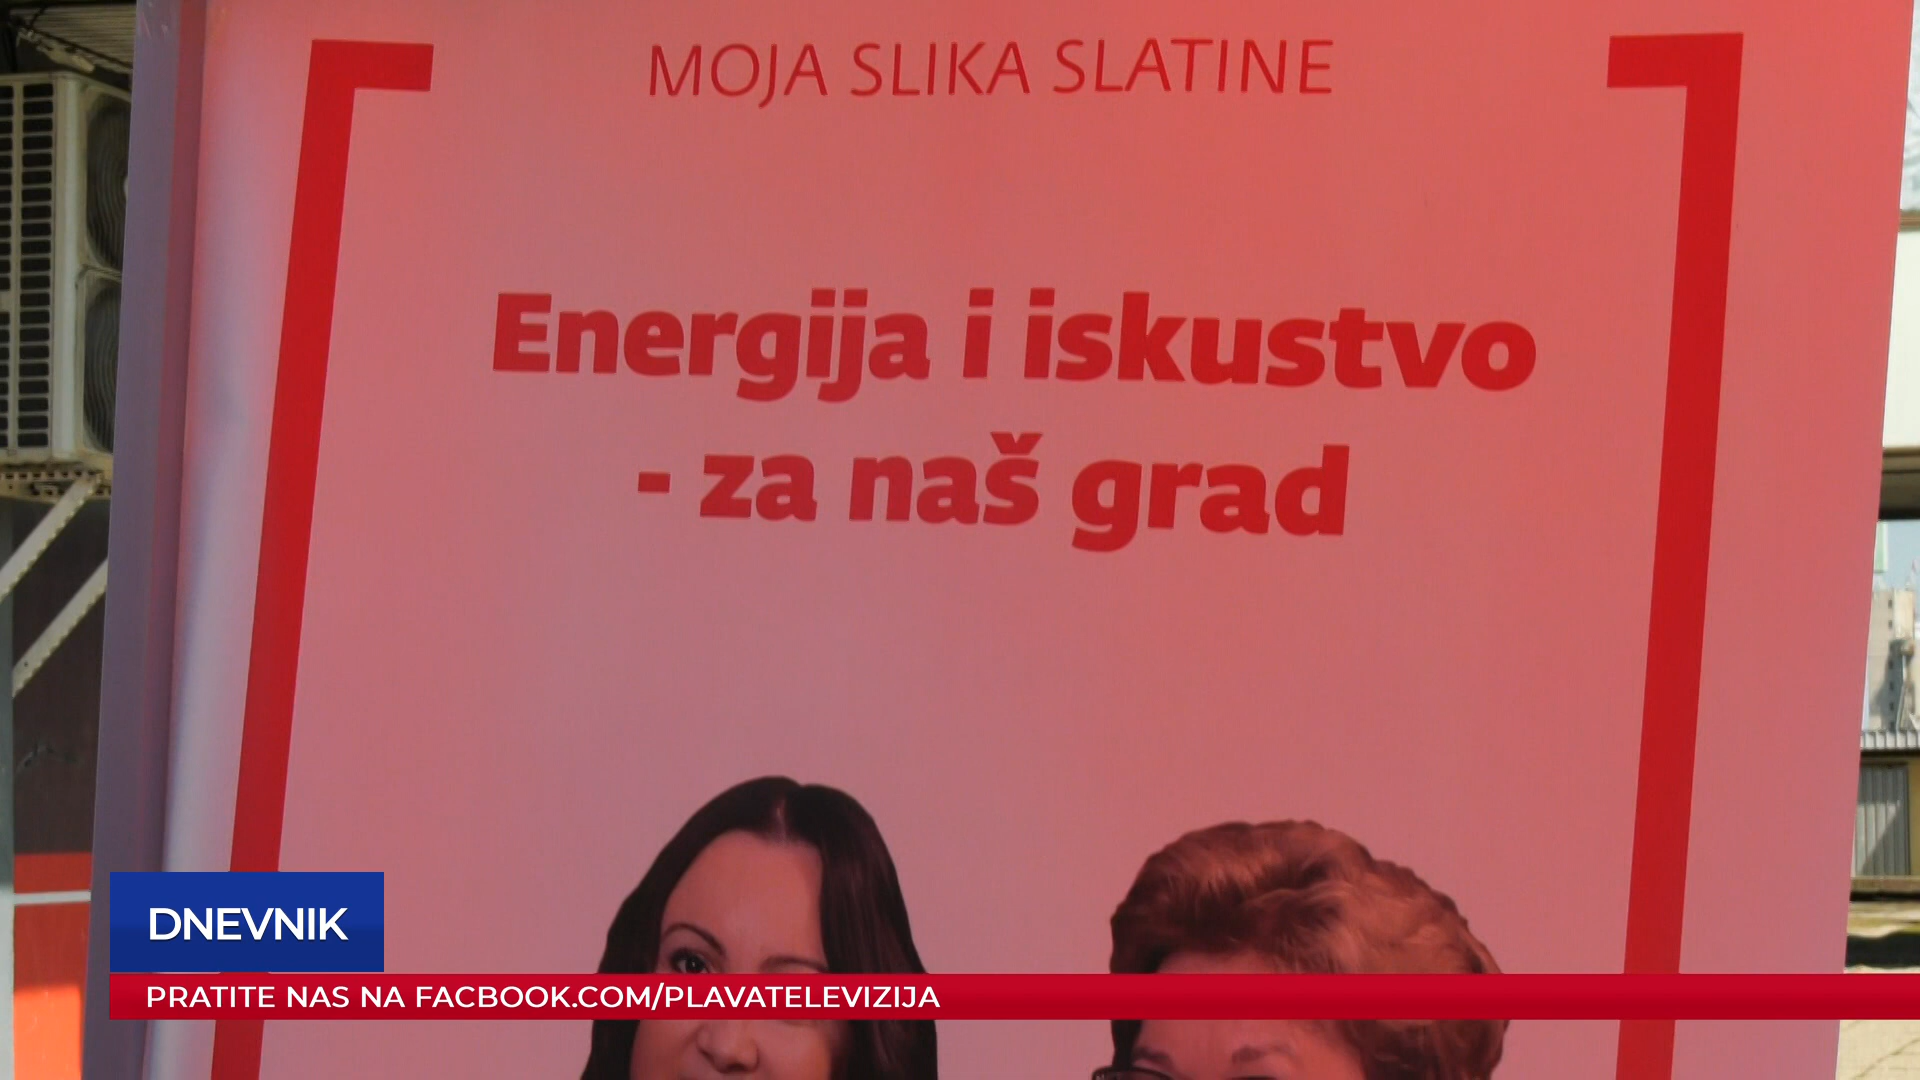 MOJA SLIKA SLATINE
Energija i iskustvo
- za naš grad
DNEVNIK
PRATITE NAS NA FACBOOK.COM/PLAVATELEVIZIJA